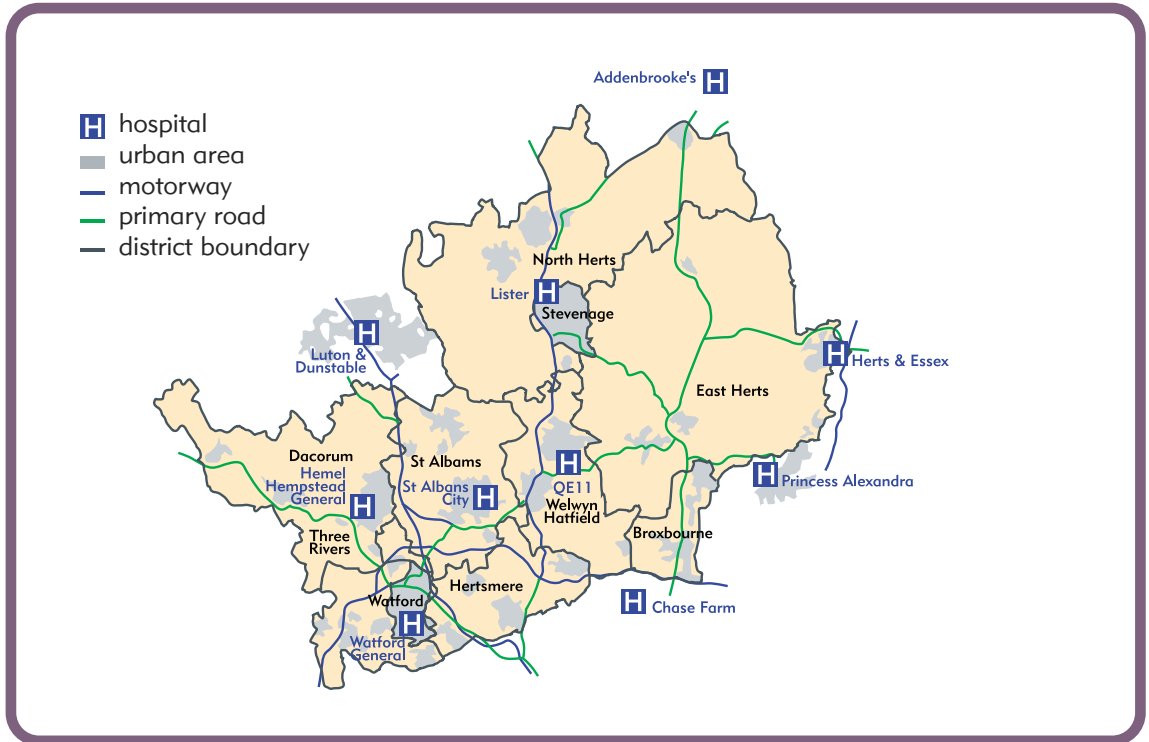 Addenbrooke's
H
H
hospital
urban area
motorway
primary road
district boundary
North Herts
Lister
H
Stevenage
H
Luton &
Dunstable
H
Herts & Essex
East Herts
Dacorum
Hemel
Hempstead
General
H
St Albams
St Albans
City
H
H
QE11
Welwyn
Hatfield
H
Princess Alexandra
Three
Rivers
Broxbourne
Hertsmere
Watford
H
Watford
General
H
Chase Farm